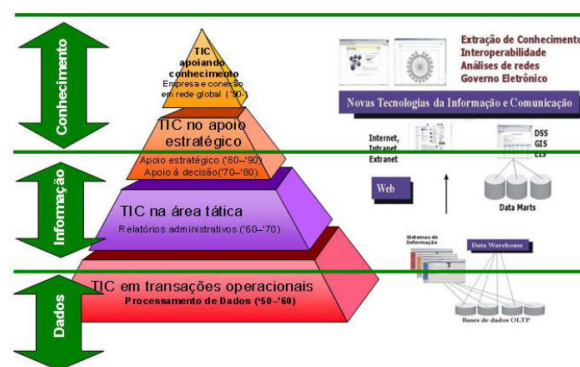 Conhecimento
Informação
Dados
TIC
apoiando
conhecimento
Empresa e conexão
em rede global ('90-)
TIC no apoio
estratégico
Apoio estratégico ('80–'90)
Apoio à decisão('70–'80)
TIC na área tática
Relatórios administrativos ('60–'70)
TIC em transações operacionais
Processamento de Dados ('50–'60)
Extração de Conhecimento
Interoperabilidade
Análises de redes
Governo Eletrônico
Novas Tecnologias da Informação e Comunicação
Internet,
Intranet
Extranet
DSS
GIS
EIS
Web
Data Marts
Sistemas de
Informação
Data Warehouse
Bases de dados OLTP